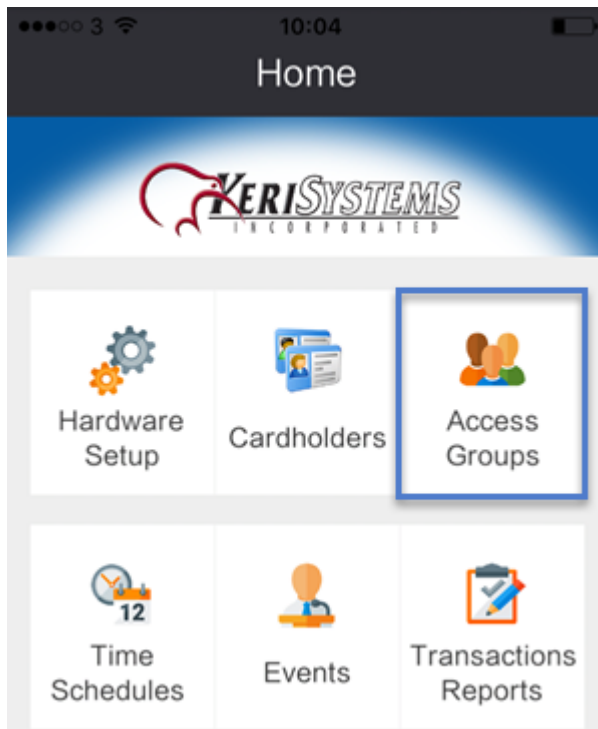 3 10:04
Home
KERISYSTEMS
INCORPORATED
Hardware Setup
Cardholders
Access Groups
12
Time Schedules
Events
Transactions Reports